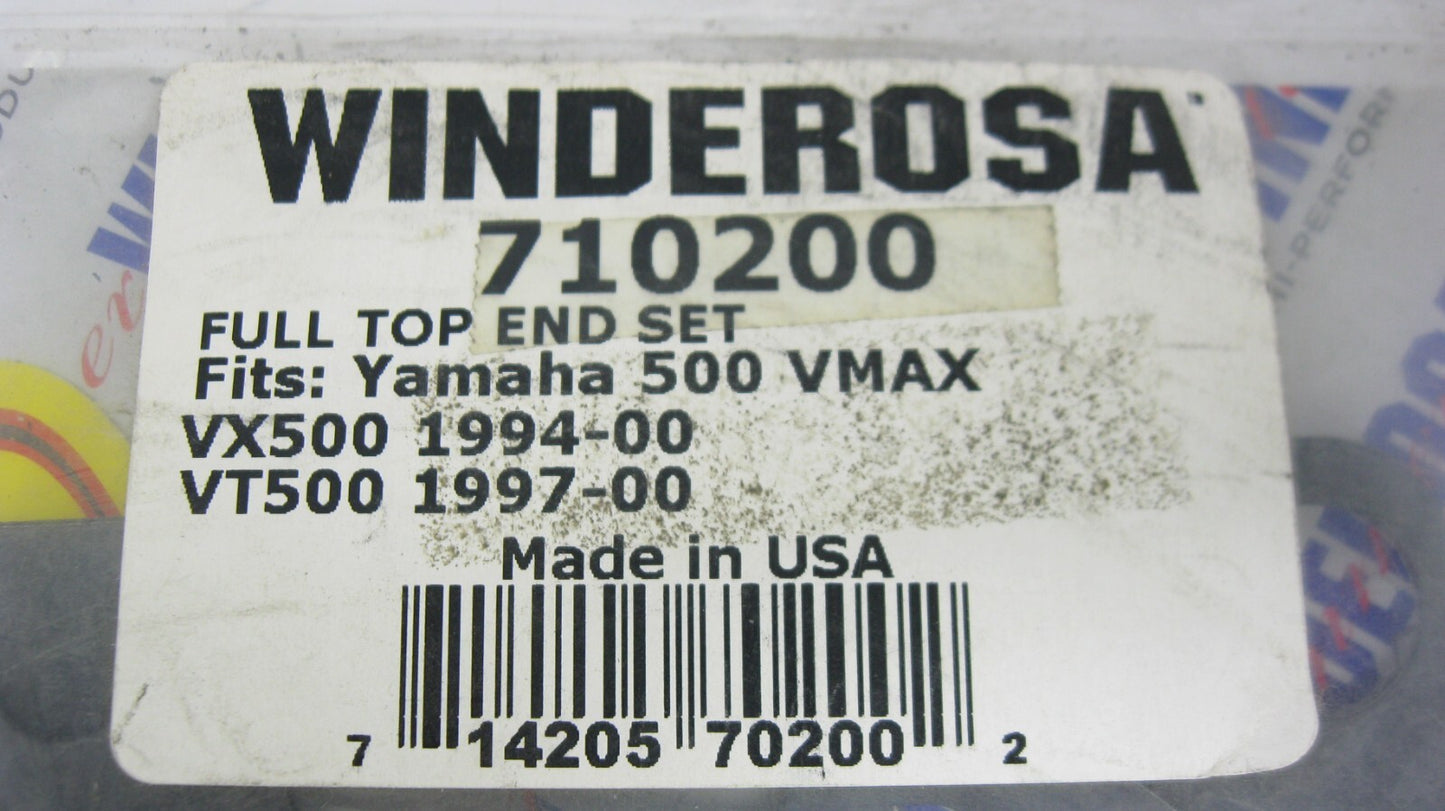 WINDEROSA
710200
FULL TOP END SET
Fits: Yamaha 500 VMAX
VX500 1994-00
VT500 1997-00
Made in USA
7 14205 70200 2